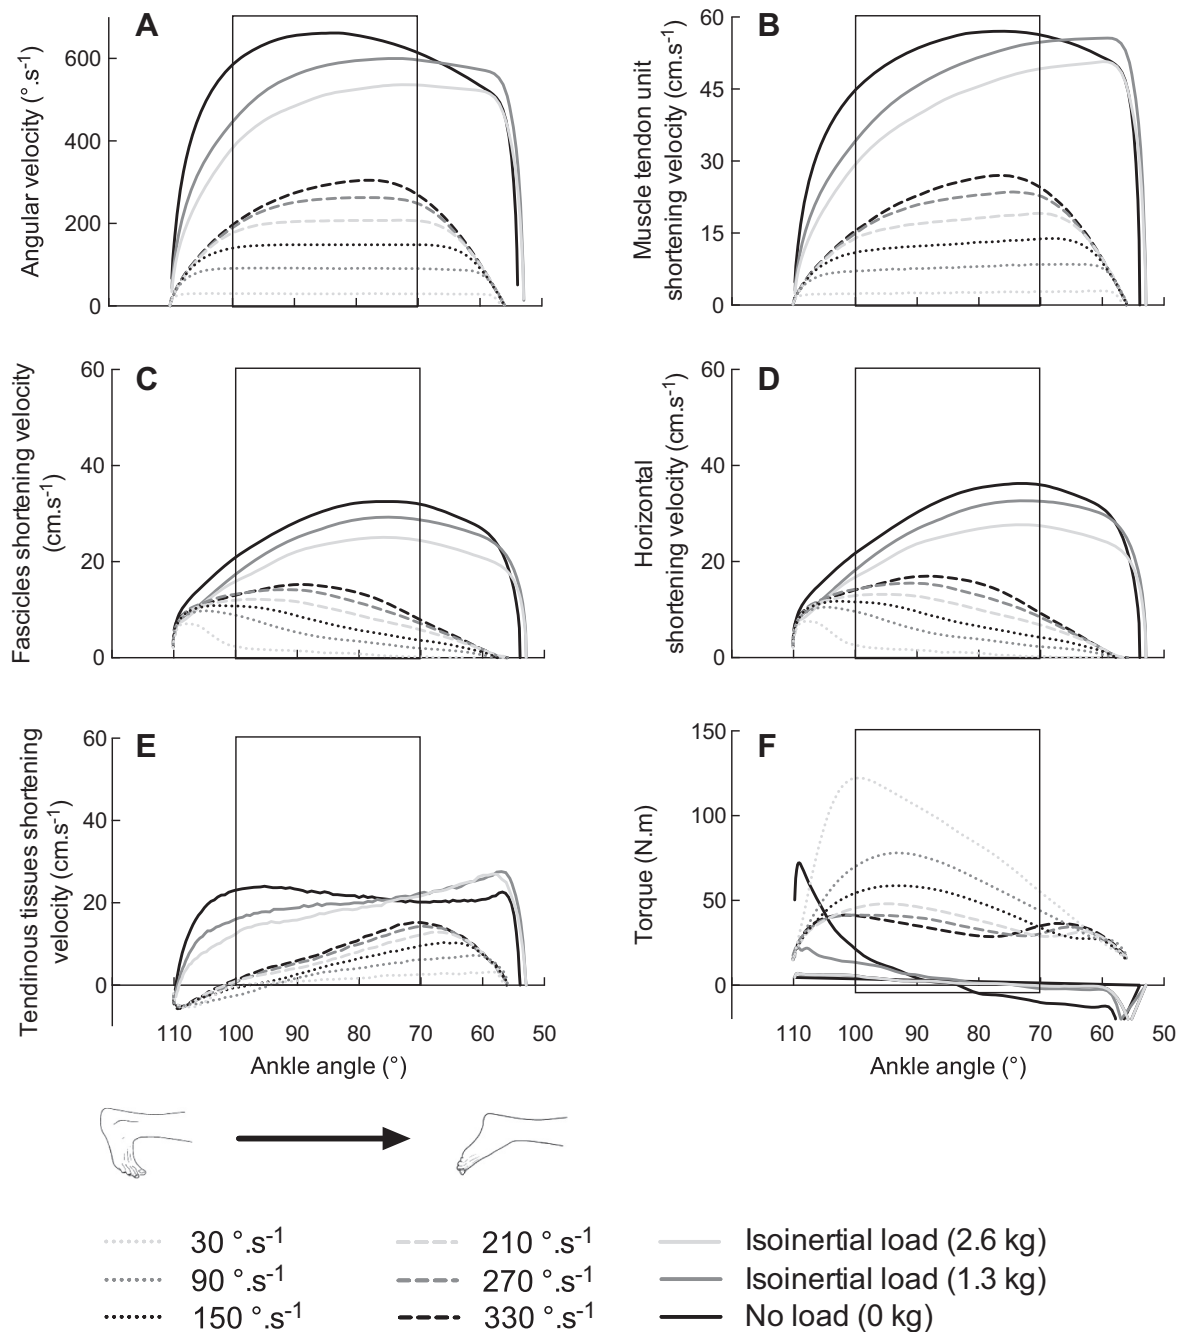 A
Angular velocity (°.s-1)
600
400
200
0
B
Muscle tendon unit
shortening velocity (cm.s-1)
60
45
30
15
0
C
Fascicles shortening velocity
(cm.s-1)
60
40
20
0
D
Horizontal
shortening velocity (cm.s-1)
60
40
20
0
E
Tendinous tissues shortening
velocity (cm.s-1)
60
40
20
0
110 100 90 80 70 60 50
Ankle angle (°)
F
Torque (N.m)
150
100
50
0
110 100 90 80 70 60 50
Ankle angle (°)
30 °.s-1
210 °.s-1
Isoinertial load (2.6 kg)
90 °.s-1
270 °.s-1
Isoinertial load (1.3 kg)
150 °.s-1
330 °.s-1
No load (0 kg)